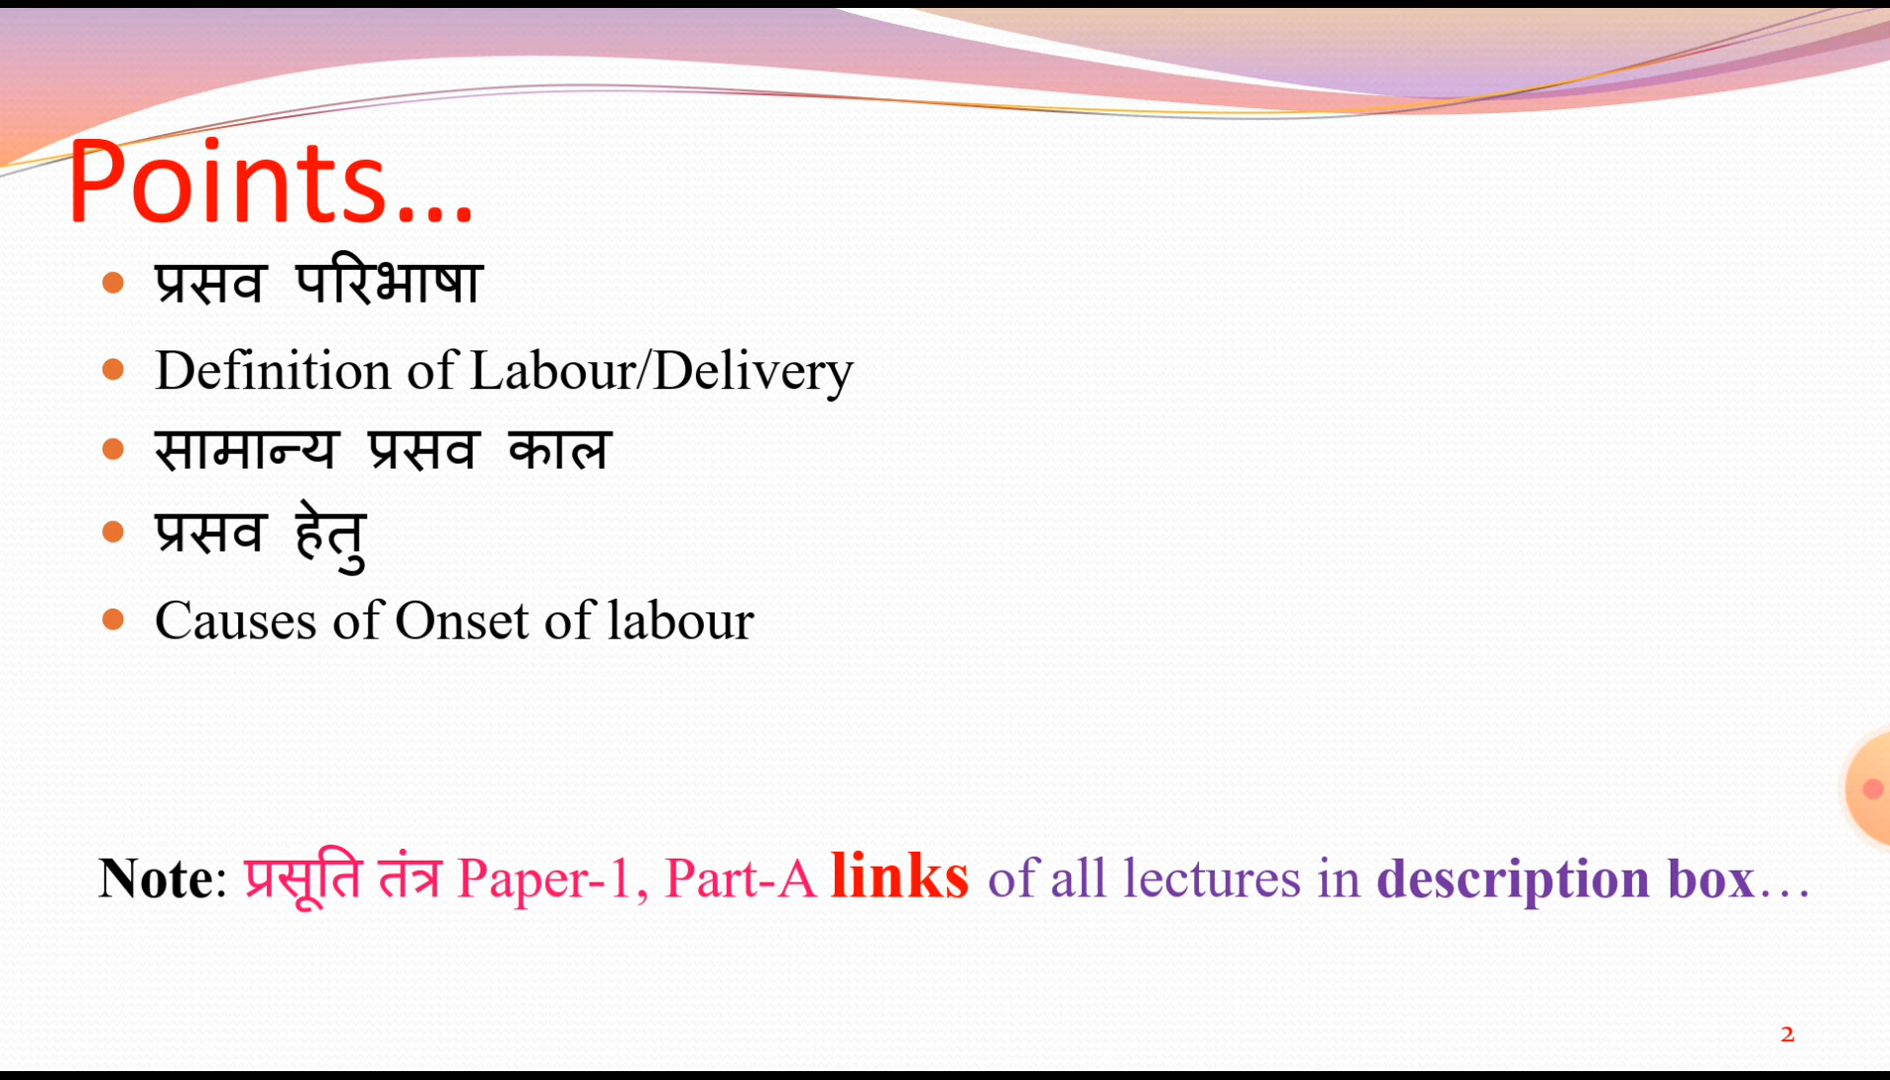 Points...
• प्रसव परिभाषा
• Definition of Labour/Delivery
• सामान्य प्रसव काल
• प्रसव हेतु
• Causes of Onset of labour
Note: प्रसूति तंत्र Paper-1, Part-A links of all lectures in description box...
2